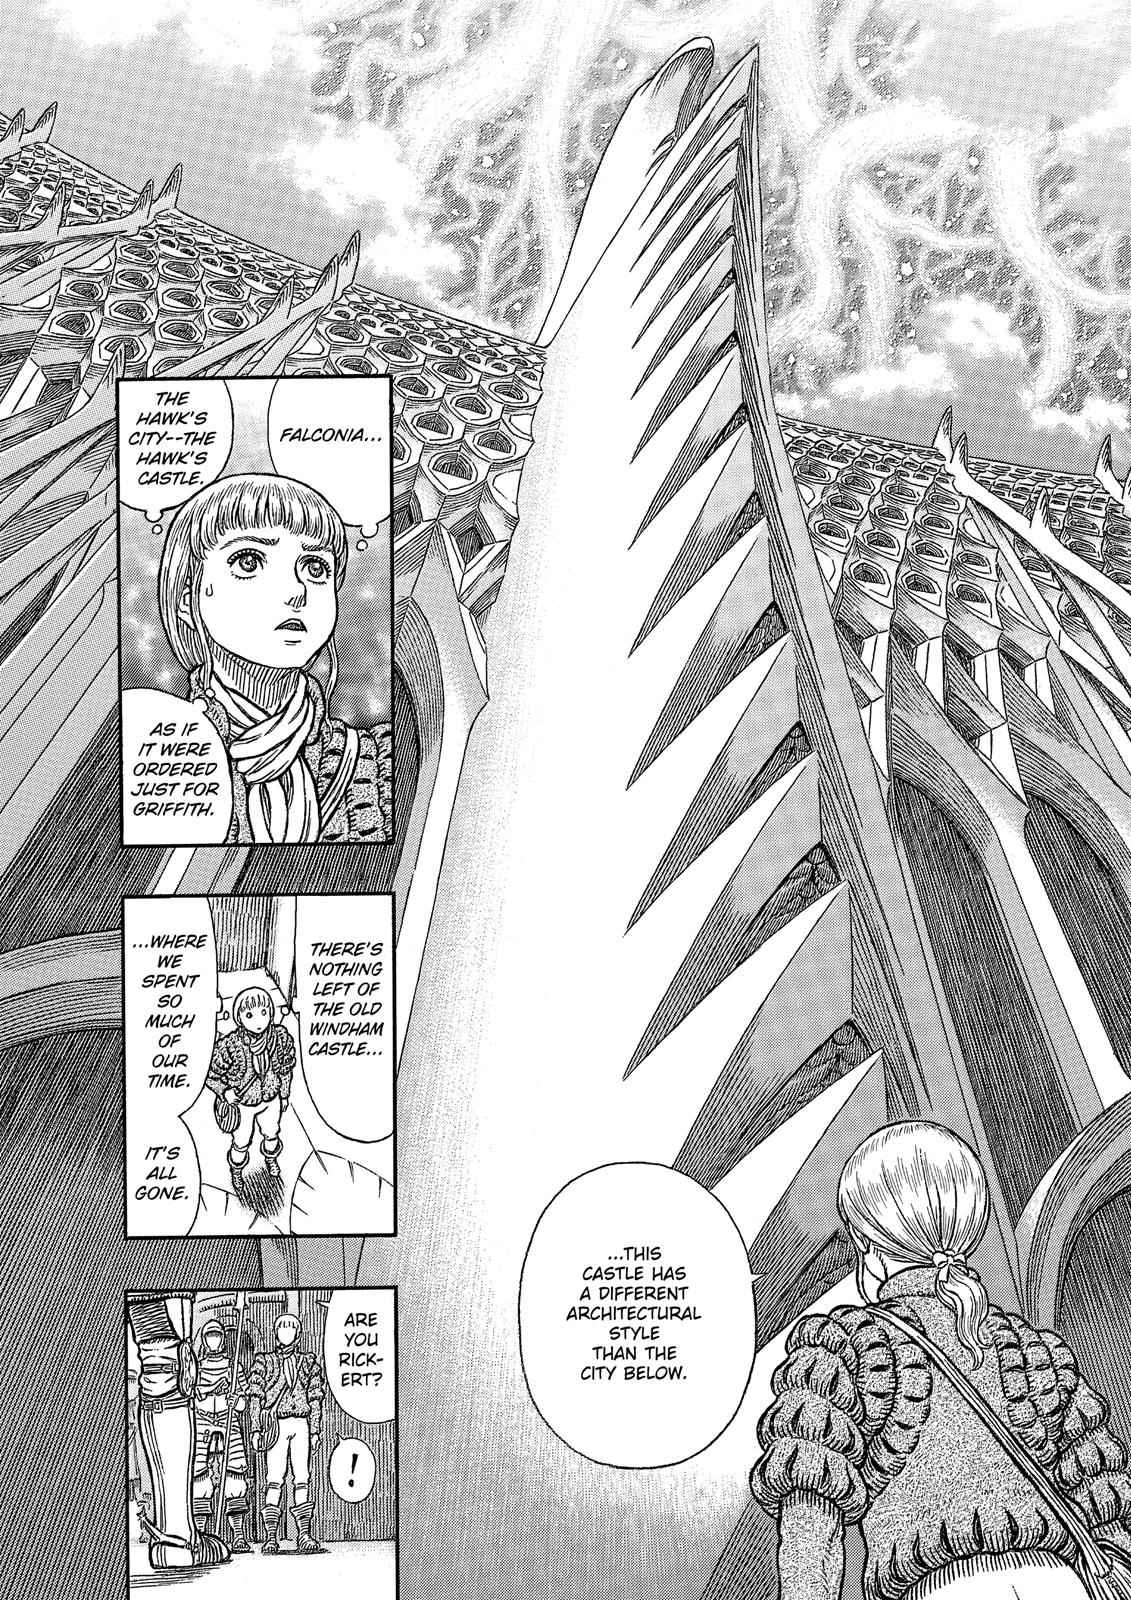 ...THIS
CASTLE HAS
A DIFFERENT
ARCHITECTURAL
STYLE
THAN THE
CITY BELOW.
FALCONIA...
THE
HAWK'S
CITY--THE
HAWK'S
CASTLE.
AS IF
IT WERE
ORDERED
JUST FOR
GRIFFITH.
THERE'S
NOTHING
LEFT OF
THE OLD
WINDHAM
CASTLE...
...WHERE
WE
SPENT
SO
MUCH
OF
OUR
TIME.
IT'S
ALL
GONE.
ARE
YOU
RICK-
ERT?
!